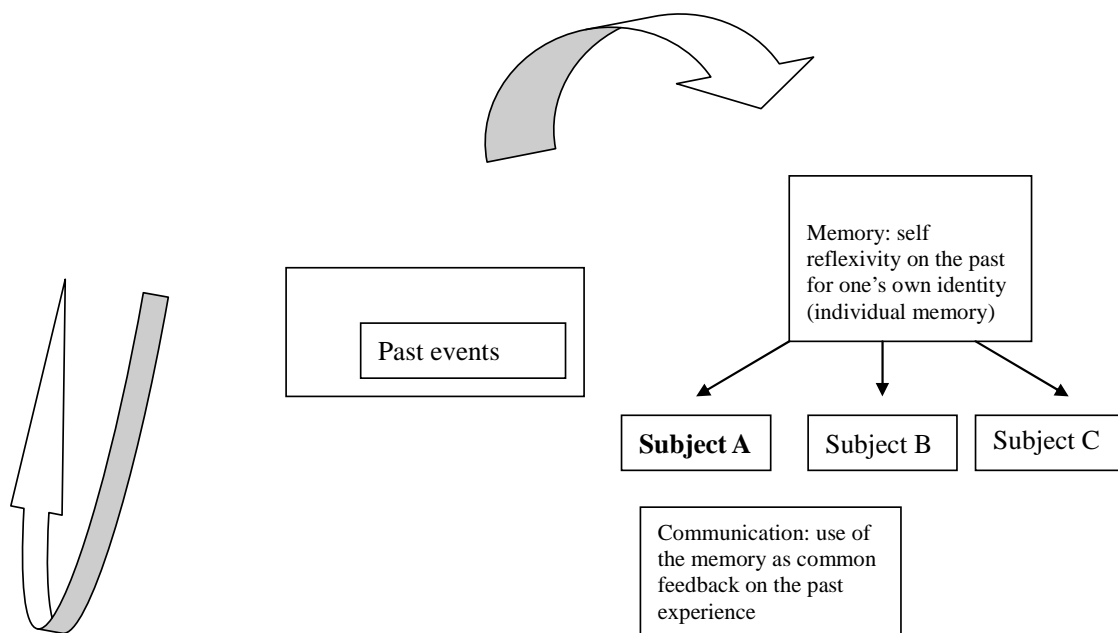 Memory: self
reflexivity on the past
for one’s own identity
(individual memory)
Past events
Subject A
Subject B
Subject C
Communication: use of
the memory as common
feedback on the past
experience